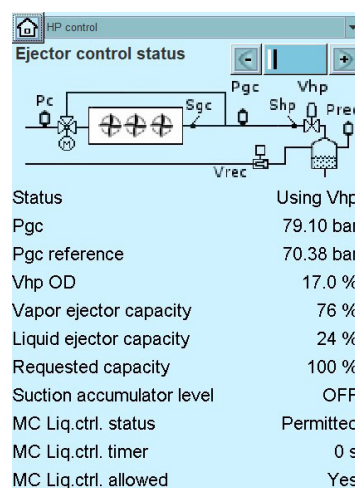 HP control
Ejector control status
Pgc Vhp
Pc Sgc Shp Prec
M
Vrec
Status Using Vhp
Pgc 79.10 bar
Pgc reference 70.38 bar
Vhp OD 17.0 %
Vapor ejector capacity 76 %
Liquid ejector capacity 24 %
Requested capacity 100 %
Suction accumulator level OFF
MC Liq.ctrl. status Permitted
MC Liq.ctrl. timer 0 s
MC Liq.ctrl. allowed Yes